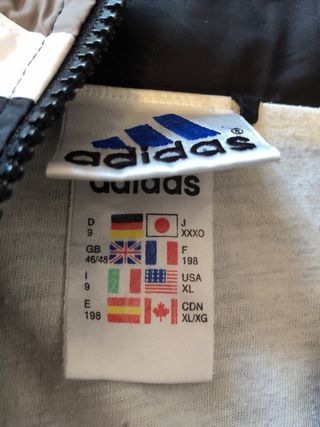 adidas®
adidas
D J
9 XXXO
GB F
46/48 198
I USA
9 XL
E CDN
198 XL/XG